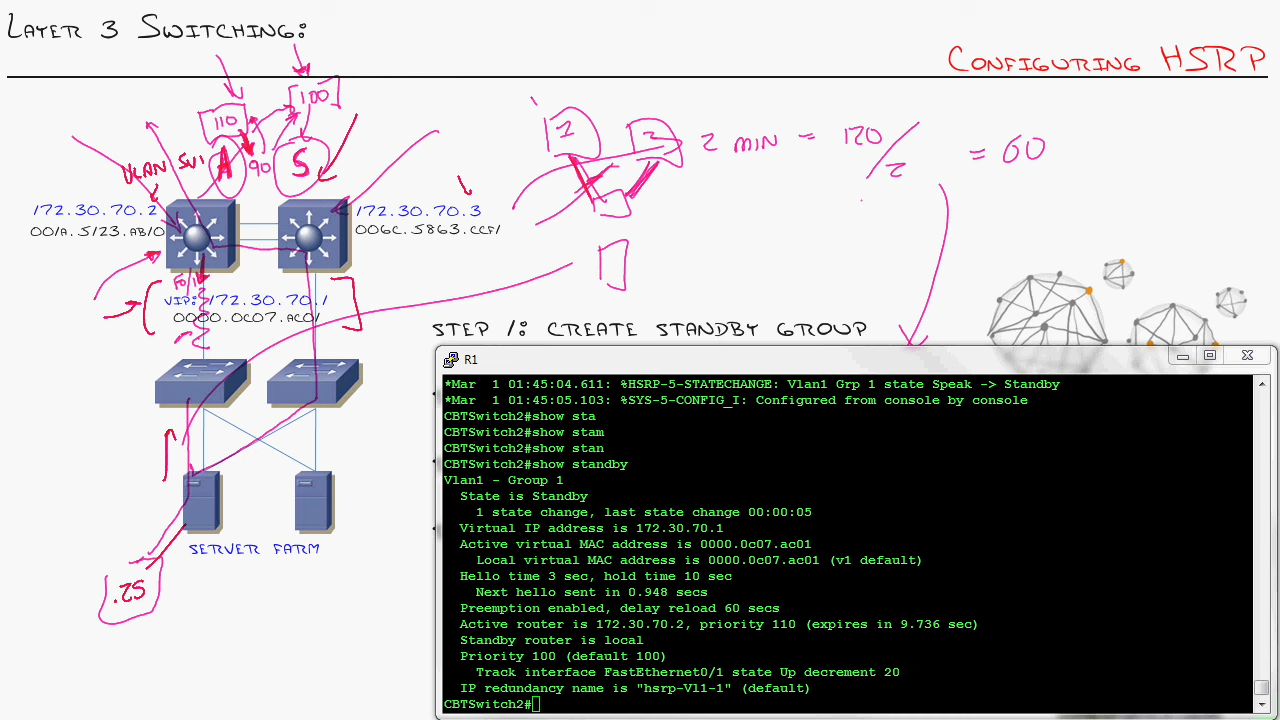 LAYER 3 SWITCHING:
CONFIGURING HSRP
110
100
90
A
S
VLAN SVI
2
2
2 MIN = 120/2 = 60
172.30.70.2
001A.5123.AB10
172.30.70.3
006C.5863.CCF1
F0/1
VIP: 172.30.70.1
0000.0C07.AC01
STEP 1: CREATE STANDBY GROUP
SERVER FARM
.25
R1
*Mar  1 01:45:04.611: %HSRP-5-STATECHANGE: Vlan1 Grp 1 state Speak -> Standby
*Mar  1 01:45:05.103: %SYS-5-CONFIG_I: Configured from console by console
CBTSwitch2#show sta
CBTSwitch2#show stam
CBTSwitch2#show stan
CBTSwitch2#show standby
Vlan1 - Group 1
State is Standby
1 state change, last state change 00:00:05
Virtual IP address is 172.30.70.1
Active virtual MAC address is 0000.0c07.ac01
Local virtual MAC address is 0000.0c07.ac01 (v1 default)
Hello time 3 sec, hold time 10 sec
Next hello sent in 0.948 secs
Preemption enabled, delay reload 60 secs
Active router is 172.30.70.2, priority 110 (expires in 9.736 sec)
Standby router is local
Priority 100 (default 100)
Track interface FastEthernet0/1 state Up decrement 20
IP redundancy name is "hsrp-Vl1-1" (default)
CBTSwitch2#